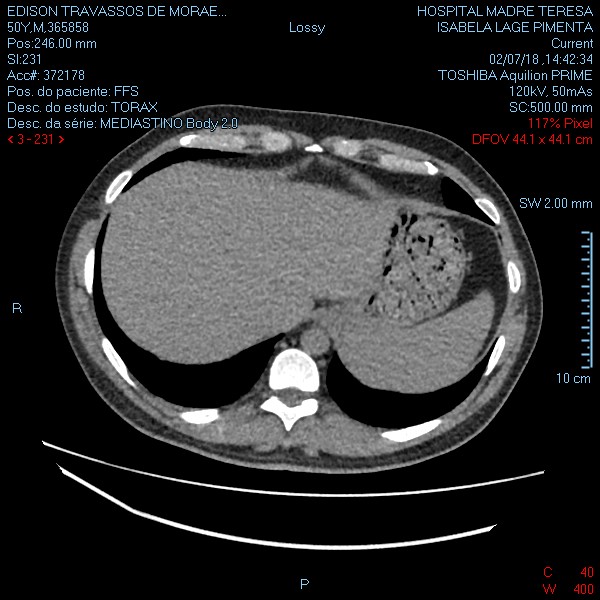 EDISON TRAVASSOS DE MORAE...
50Y,M,365858
Pos:246.00 mm
SI:231
Acc#: 372178
Pos. do paciente: FFS
Desc. do estudo: TORAX
Desc. da série: MEDIASTINO Body 2.0
< 3 - 231 >
Lossy
HOSPITAL MADRE TERESA
ISABELA LAGE PIMENTA
Current
02/07/18 ,14:42:34
TOSHIBA Aquilion PRIME
120kV, 50mAs
SC:500.00 mm
117% Pixel
DFOV 44.1 x 44.1 cm
SW 2.00 mm
R
10 cm
P
C 40
W 400